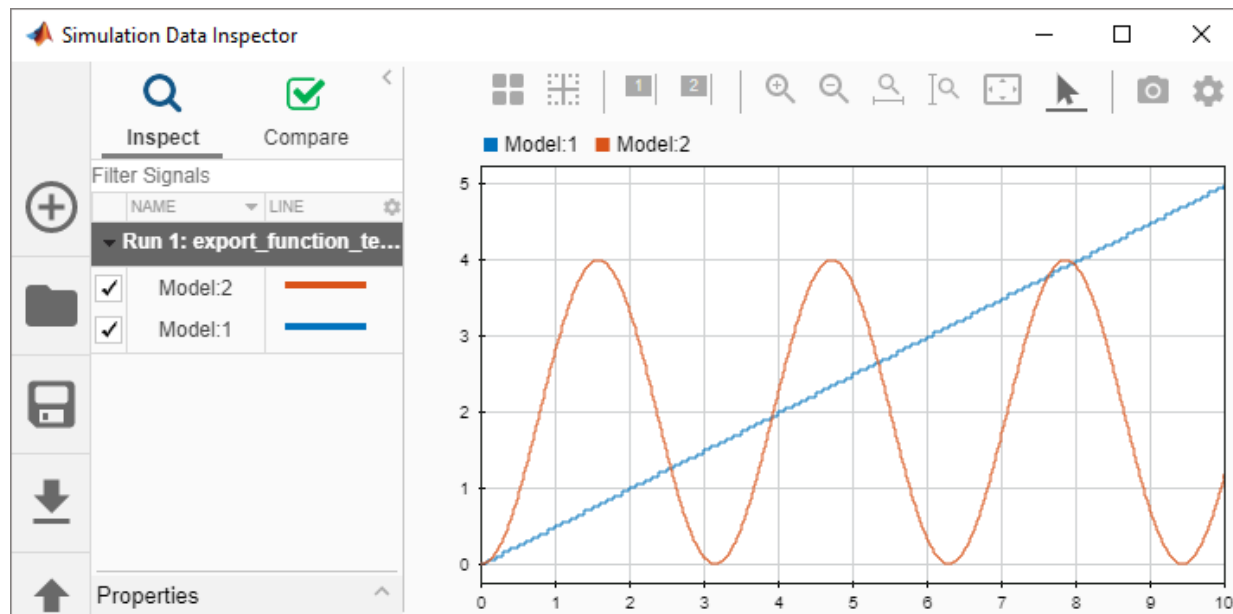 Simulation Data Inspector
Inspect Compare
Filter Signals
NAME LINE
Run 1: export_function_te...
Model:2
Model:1
Properties
1 2
Model:1 Model:2
5
4
3
2
1
0
0 1 2 3 4 5 6 7 8 9 10